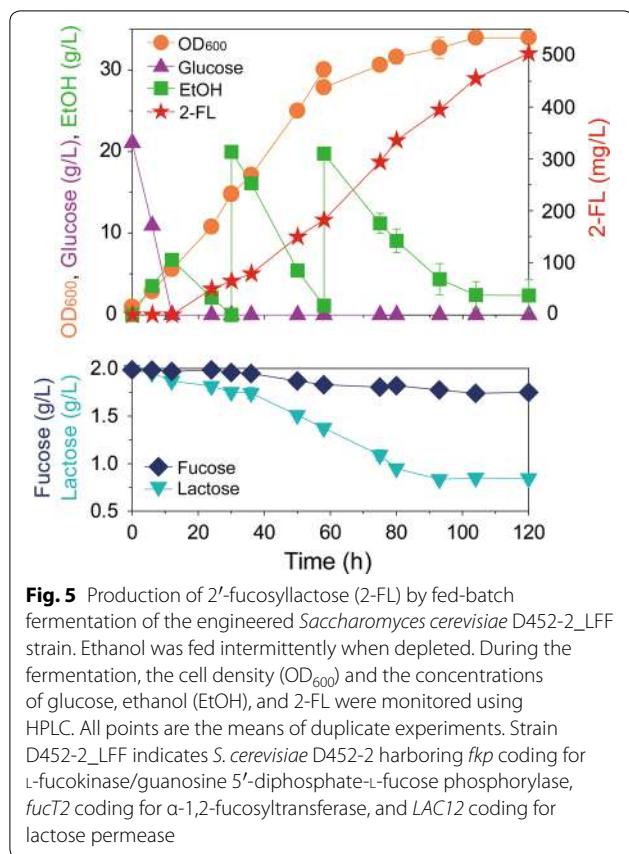 OD₆₀₀
Glucose
EtOH
2-FL
OD₆₀₀, Glucose (g/L), EtOH (g/L)
30
20
10
0
2-FL (mg/L)
500
400
300
200
100
0
Fucose (g/L)
Lactose (g/L)
2.0
1.5
1.0
0.5
Fucose
Lactose
0 20 40 60 80 100 120
Time (h)
Fig. 5 Production of 2′-fucosyllactose (2-FL) by fed-batch
fermentation of the engineered Saccharomyces cerevisiae D452-2_LFF
strain. Ethanol was fed intermittently when depleted. During the
fermentation, the cell density (OD₆₀₀) and the concentrations
of glucose, ethanol (EtOH), and 2-FL were monitored using
HPLC. All points are the means of duplicate experiments. Strain
D452-2_LFF indicates S. cerevisiae D452-2 harboring fkp coding for
L-fucokinase/guanosine 5′-diphosphate-L-fucose phosphorylase,
fucT2 coding for α-1,2-fucosyltransferase, and LAC12 coding for
lactose permease